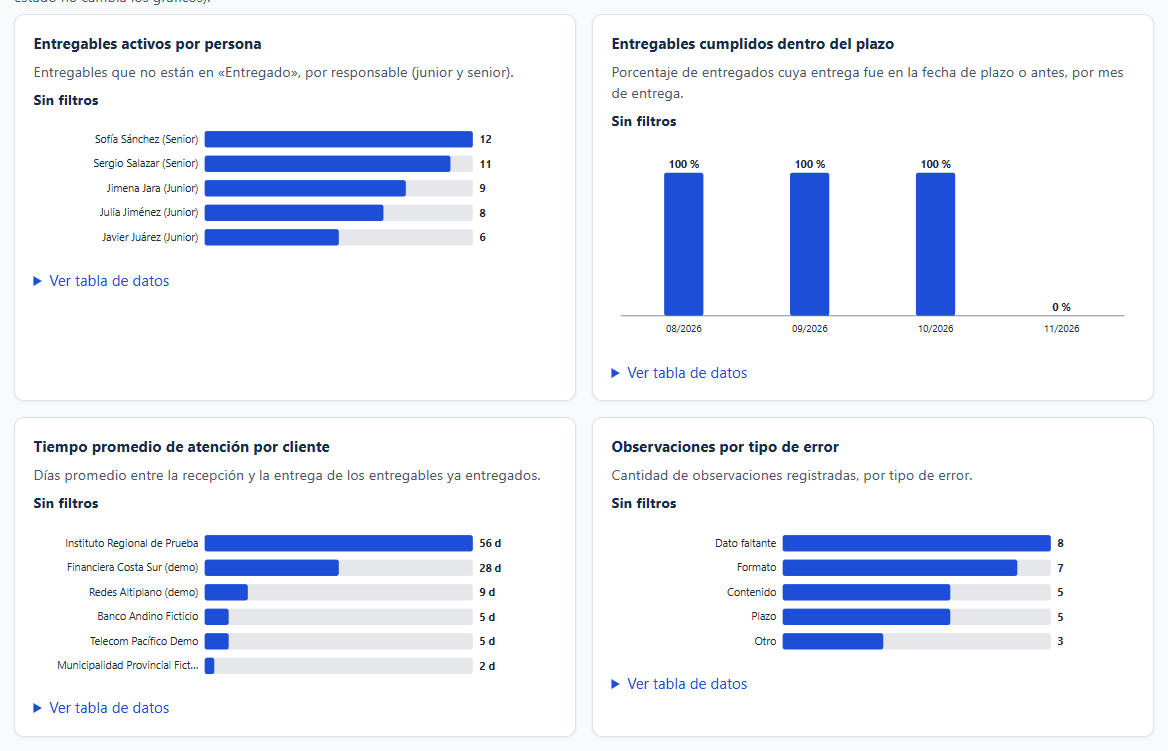 Entregables activos por persona
Entregables que no están en «Entregado», por responsable (junior y senior).
Sin filtros
Sofía Sánchez (Senior) 12
Sergio Salazar (Senior) 11
Jimena Jara (Junior) 9
Julia Jiménez (Junior) 8
Javier Juárez (Junior) 6
Ver tabla de datos
Entregables cumplidos dentro del plazo
Porcentaje de entregados cuya entrega fue en la fecha de plazo o antes, por mes
de entrega.
Sin filtros
100 % 100 % 100 % 0 %
08/2026 09/2026 10/2026 11/2026
Ver tabla de datos
Tiempo promedio de atención por cliente
Días promedio entre la recepción y la entrega de los entregables ya entregados.
Sin filtros
Instituto Regional de Prueba 56 d
Financiera Costa Sur (demo) 28 d
Redes Altiplano (demo) 9 d
Banco Andino Ficticio 5 d
Telecom Pacífico Demo 5 d
Municipalidad Provincial Fict... 2 d
Ver tabla de datos
Observaciones por tipo de error
Cantidad de observaciones registradas, por tipo de error.
Sin filtros
Dato faltante 8
Formato 7
Contenido 5
Plazo 5
Otro 3
Ver tabla de datos